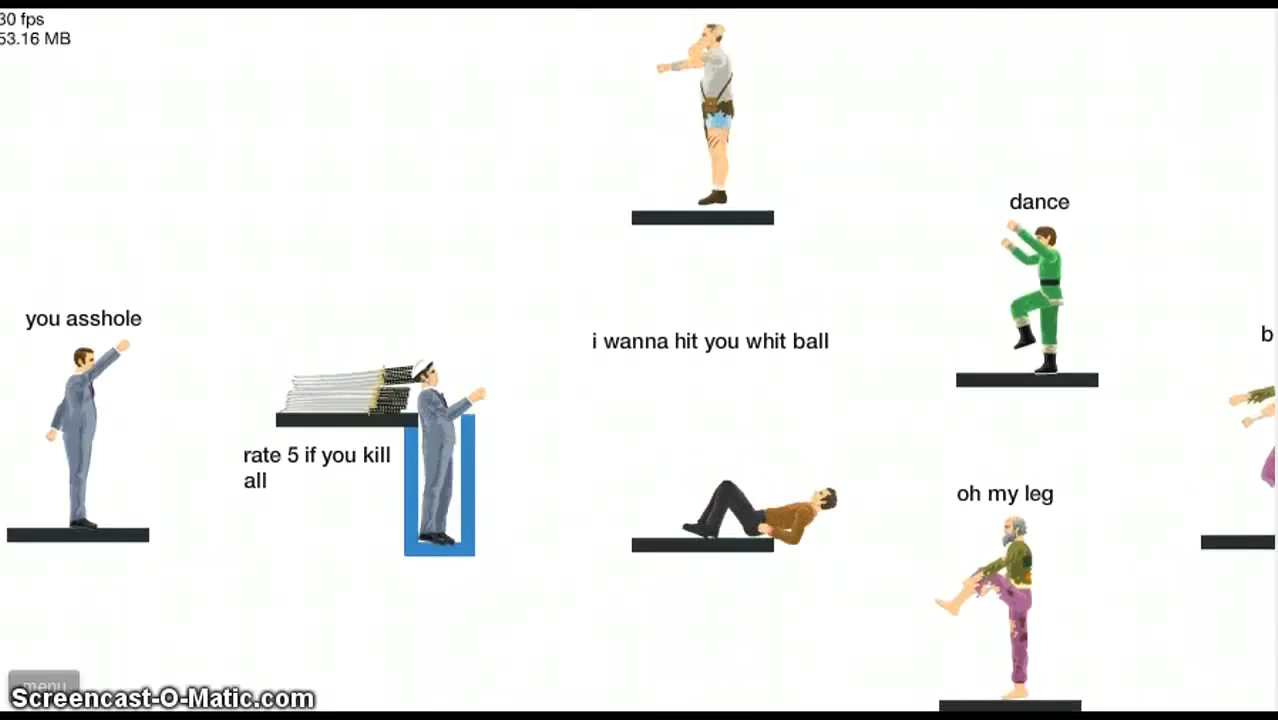 30 fps
53.16 MB
dance
you asshole
i wanna hit you whit ball
b
rate 5 if you kill
all
oh my leg
menu
Screencast-O-Matic.com